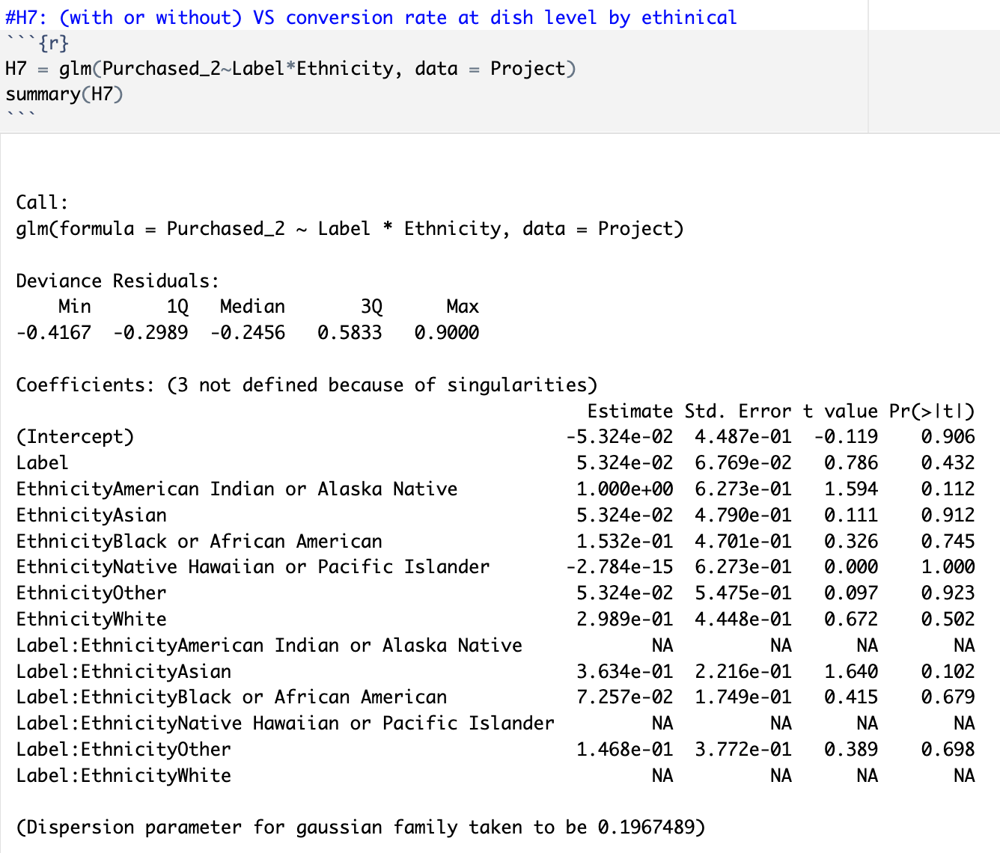 #H7: (with or without) VS conversion rate at dish level by ethinical
```{r}
H7 = glm(Purchased_2~Label*Ethnicity, data = Project)
summary(H7)
```
Call:
glm(formula = Purchased_2 ~ Label * Ethnicity, data = Project)
Deviance Residuals:
Min 1Q Median 3Q Max
-0.4167 -0.2989 -0.2456 0.5833 0.9000
Coefficients: (3 not defined because of singularities)
Estimate Std. Error t value Pr(>|t|)
(Intercept) -5.324e-02 4.487e-01 -0.119 0.906
Label 5.324e-02 6.769e-02 0.786 0.432
EthnicityAmerican Indian or Alaska Native 1.000e+00 6.273e-01 1.594 0.112
EthnicityAsian 5.324e-02 4.790e-01 0.111 0.912
EthnicityBlack or African American 1.532e-01 4.701e-01 0.326 0.745
EthnicityNative Hawaiian or Pacific Islander -2.784e-15 6.273e-01 0.000 1.000
EthnicityOther 5.324e-02 5.475e-01 0.097 0.923
EthnicityWhite 2.989e-01 4.448e-01 0.672 0.502
Label:EthnicityAmerican Indian or Alaska Native NA NA NA NA
Label:EthnicityAsian 3.634e-01 2.216e-01 1.640 0.102
Label:EthnicityBlack or African American 7.257e-02 1.749e-01 0.415 0.679
Label:EthnicityNative Hawaiian or Pacific Islander NA NA NA NA
Label:EthnicityOther 1.468e-01 3.772e-01 0.389 0.698
Label:EthnicityWhite NA NA NA NA
(Dispersion parameter for gaussian family taken to be 0.1967489)